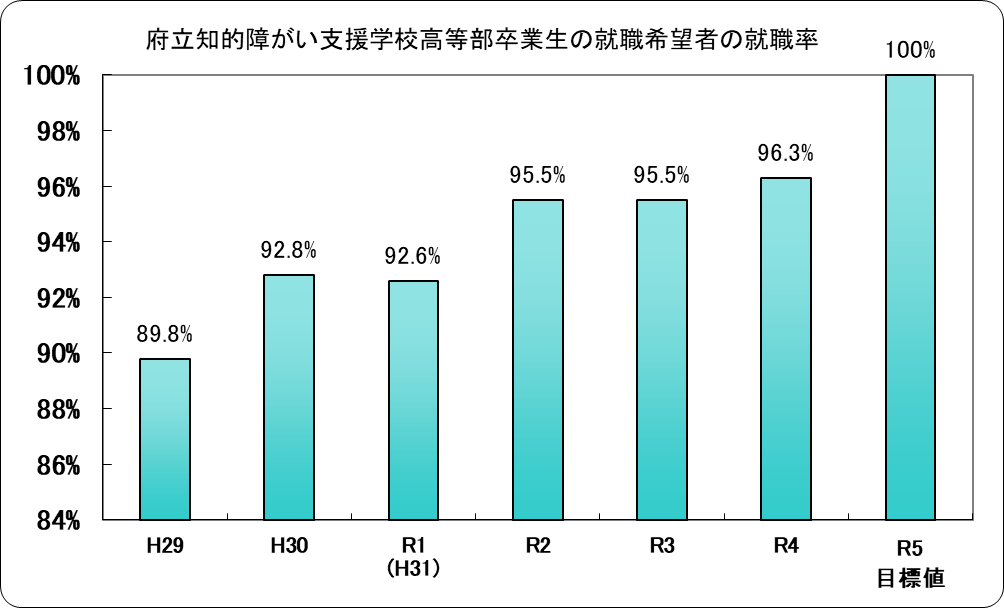 府立知的障がい支援学校高等部卒業生の就職希望者の就職率
100%
98%
96%
94%
92%
90%
88%
86%
84%
89.8%
92.8%
92.6%
95.5%
95.5%
96.3%
100%
H29
H30
R1
(H31)
R2
R3
R4
R5
目標値